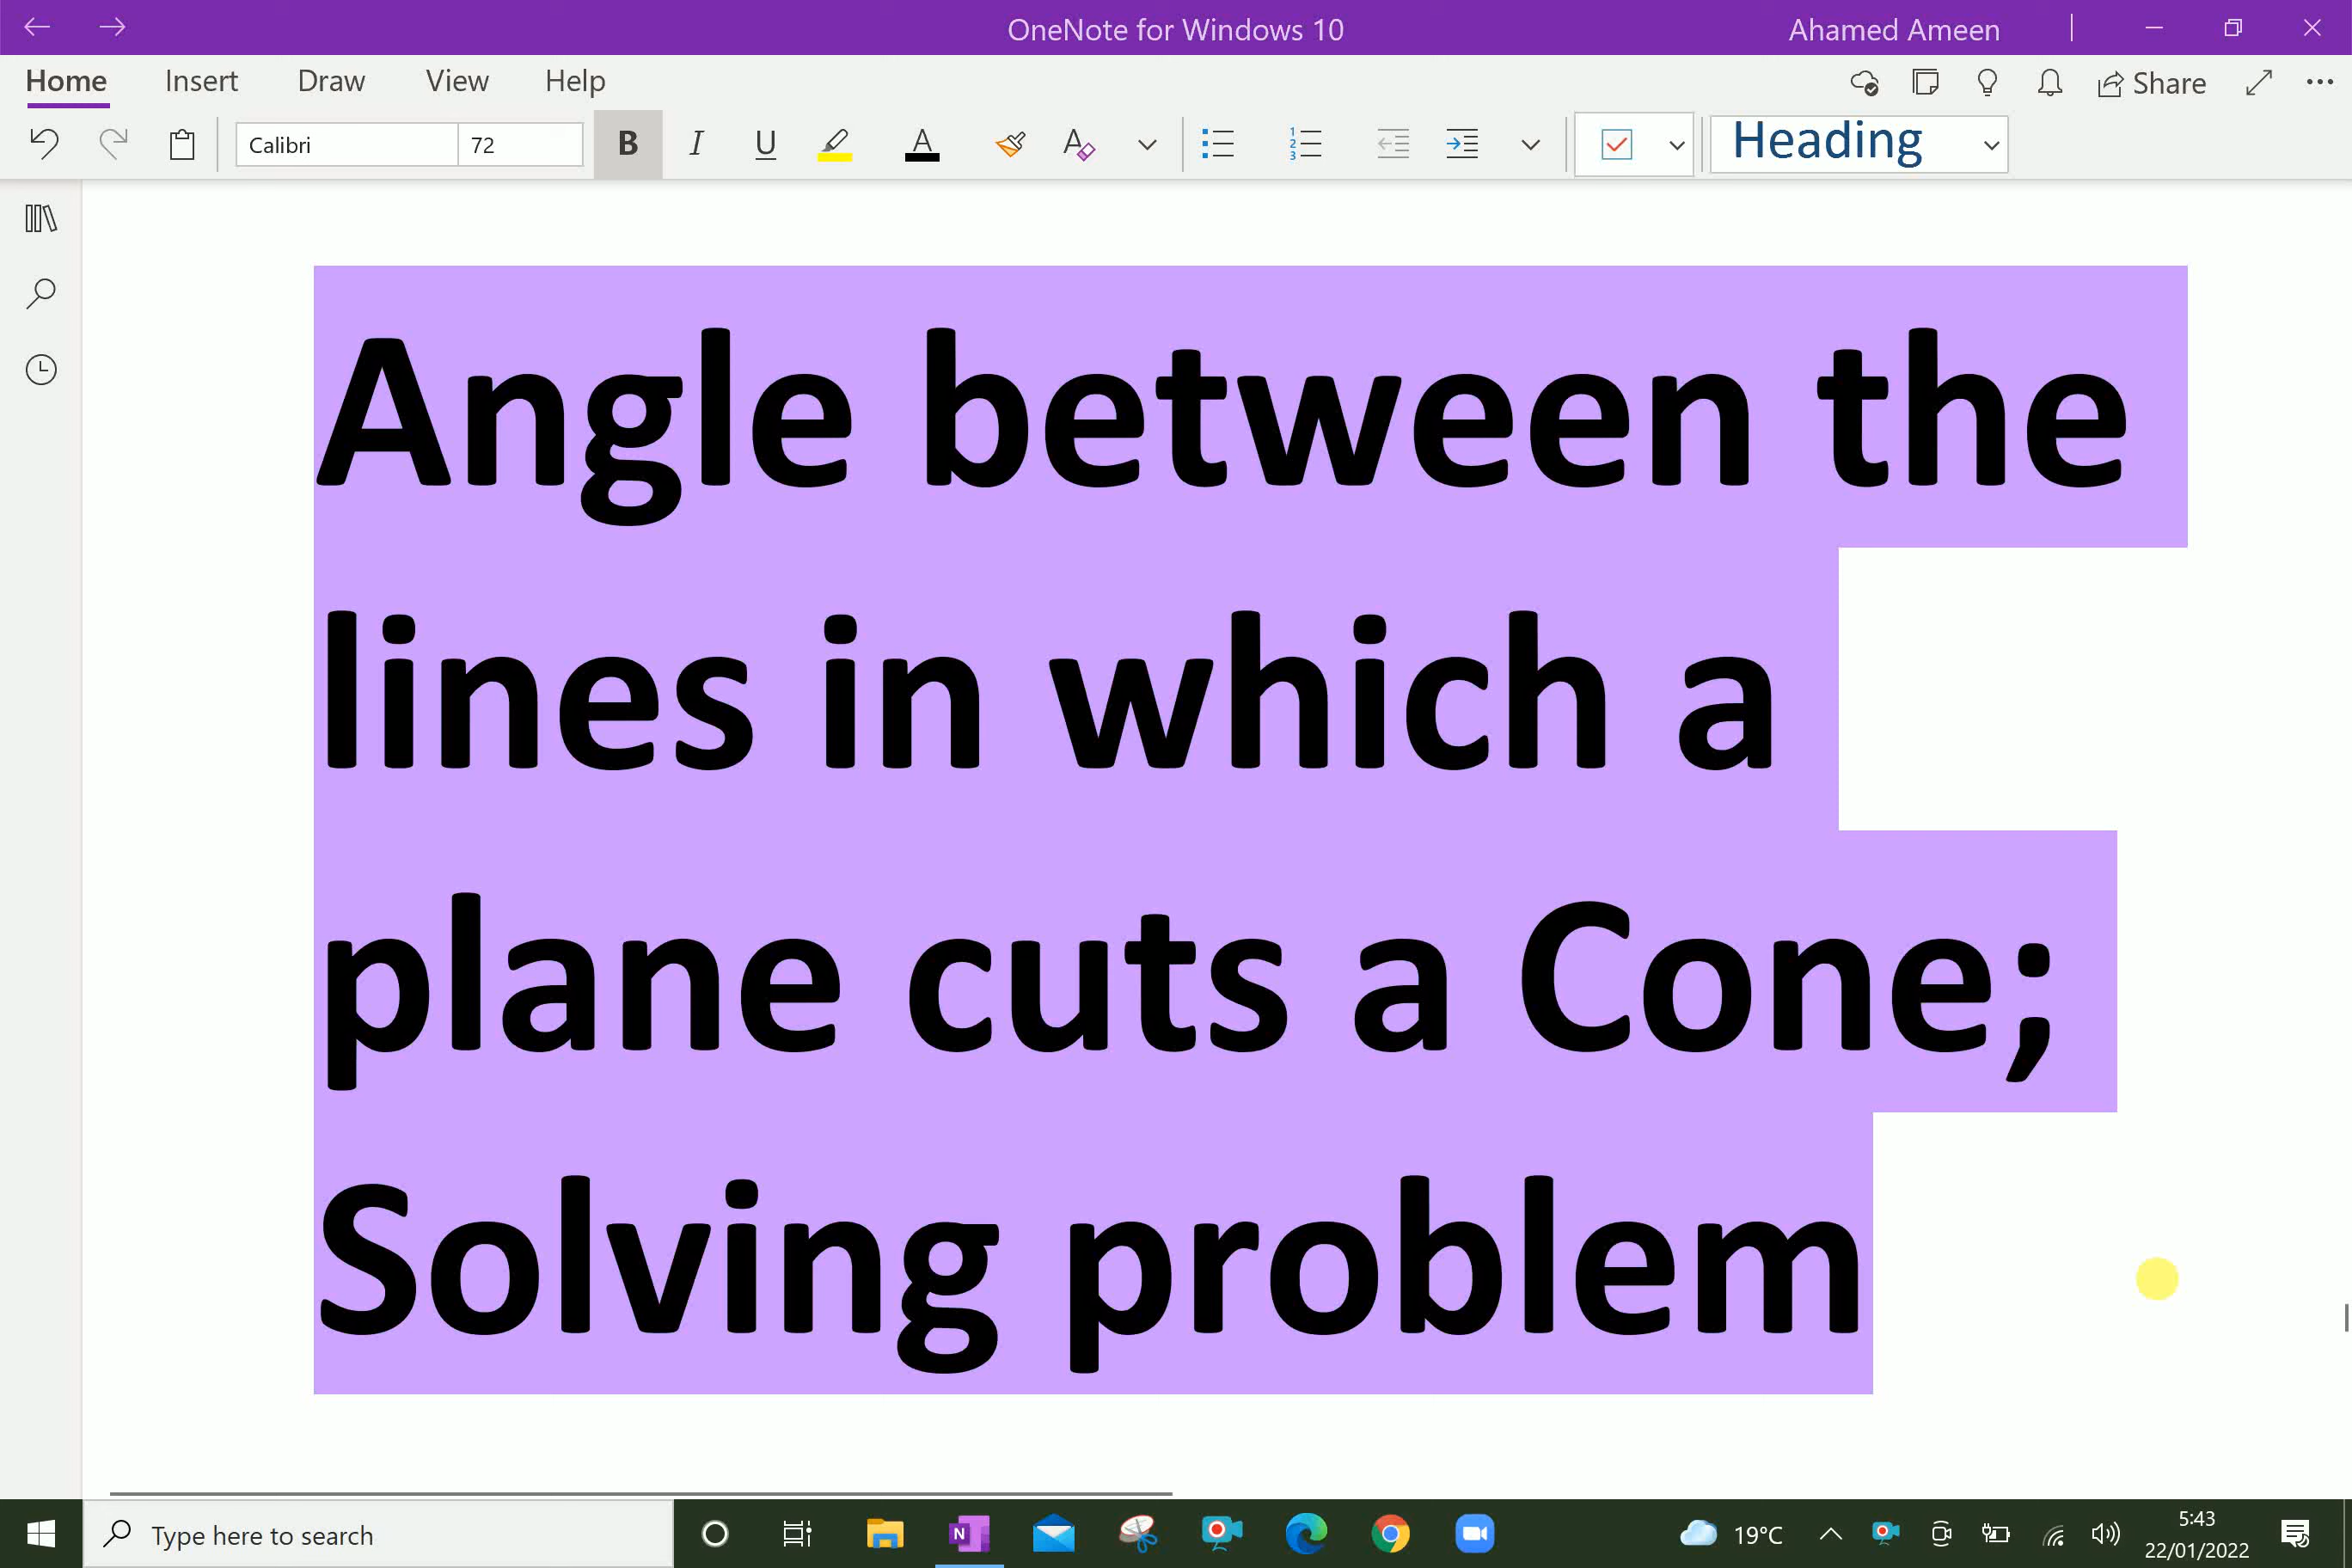 OneNote for Windows 10
Ahamed Ameen
Home Insert Draw View Help
Share
Calibri 72 B I U A A
Heading
Angle between the
lines in which a
plane cuts a Cone;
Solving problem
Type here to search
19°C
5:43
22/01/2022